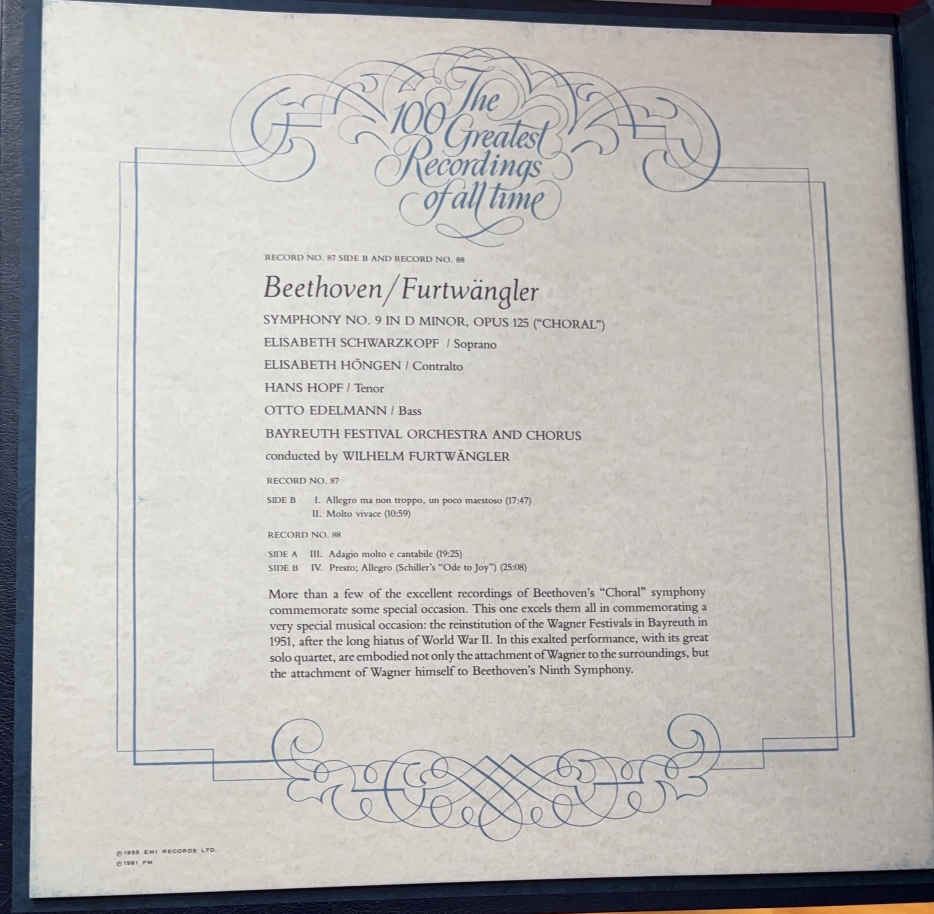 The
100 Greatest
Recordings
of all time
RECORD NO. 87 SIDE B AND RECORD NO. 88
Beethoven/Furtwängler
SYMPHONY NO. 9 IN D MINOR, OPUS 125 ("CHORAL")
ELISABETH SCHWARZKOPF / Soprano
ELISABETH HÖNGEN / Contralto
HANS HOPF / Tenor
OTTO EDELMANN / Bass
BAYREUTH FESTIVAL ORCHESTRA AND CHORUS
conducted by WILHELM FURTWÄNGLER
RECORD NO. 87
SIDE B I. Allegro ma non troppo, un poco maestoso (17:47)
II. Molto vivace (10:59)
RECORD NO. 88
SIDE A III. Adagio molto e cantabile (19:25)
SIDE B IV. Presto; Allegro (Schiller's "Ode to Joy") (25:08)
More than a few of the excellent recordings of Beethoven's "Choral" symphony
commemorate some special occasion. This one excels them all in commemorating a
very special musical occasion: the reinstitution of the Wagner Festivals in Bayreuth in
1951, after the long hiatus of World War II. In this exalted performance, with its great
solo quartet, are embodied not only the attachment of Wagner to the surroundings, but
the attachment of Wagner himself to Beethoven's Ninth Symphony.
EMI RECORDS LTD.
1981 FM